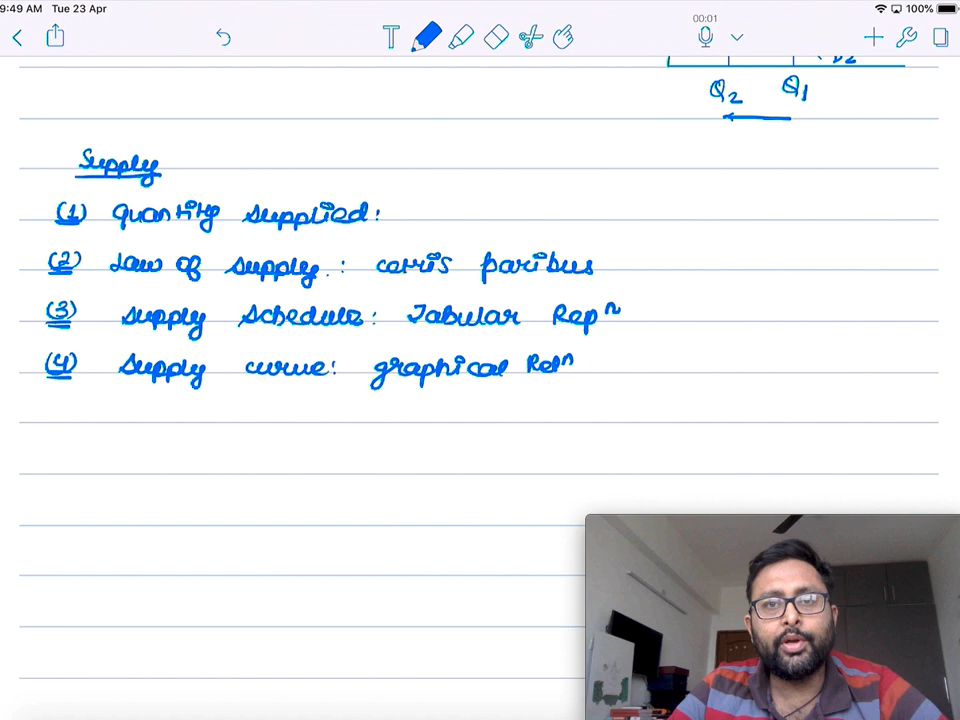 9:49 AM Tue 23 Apr
100%
00:01
T
Q2 Q1
Supply
(1) Quantity supplied:
(2) Law of supply: cetris paribus
(3) Supply Schedule: Tabular Repn
(4) Supply curve: graphical Repn